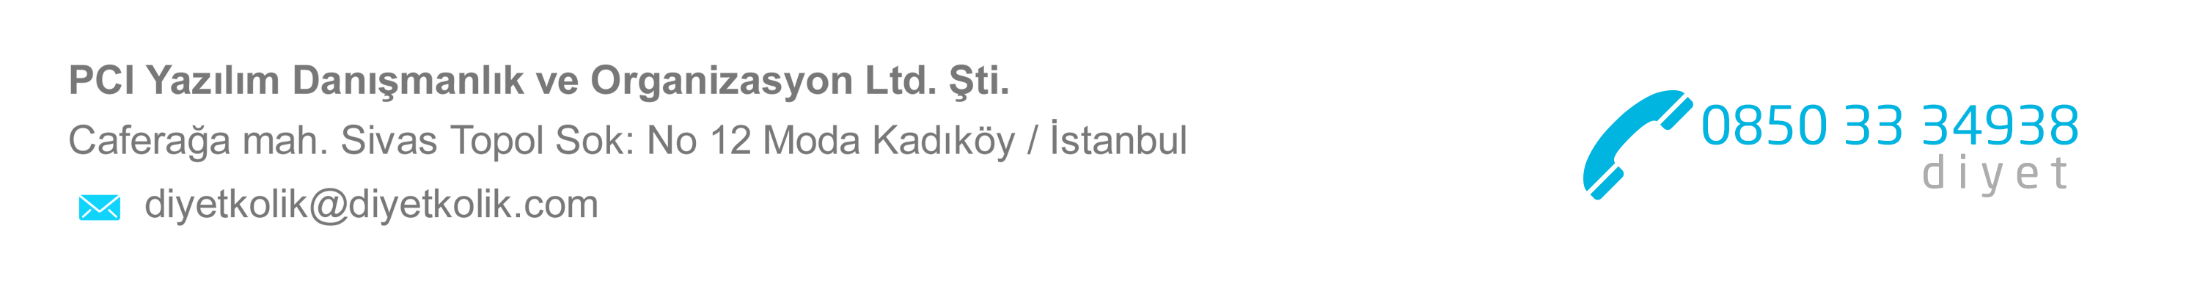 PCI Yazılım Danışmanlık ve Organizasyon Ltd. Şti.
Caferağa mah. Sivas Topol Sok: No 12 Moda Kadıköy / İstanbul
diyetkolik@diyetkolik.com
0850 33 34938
diyet